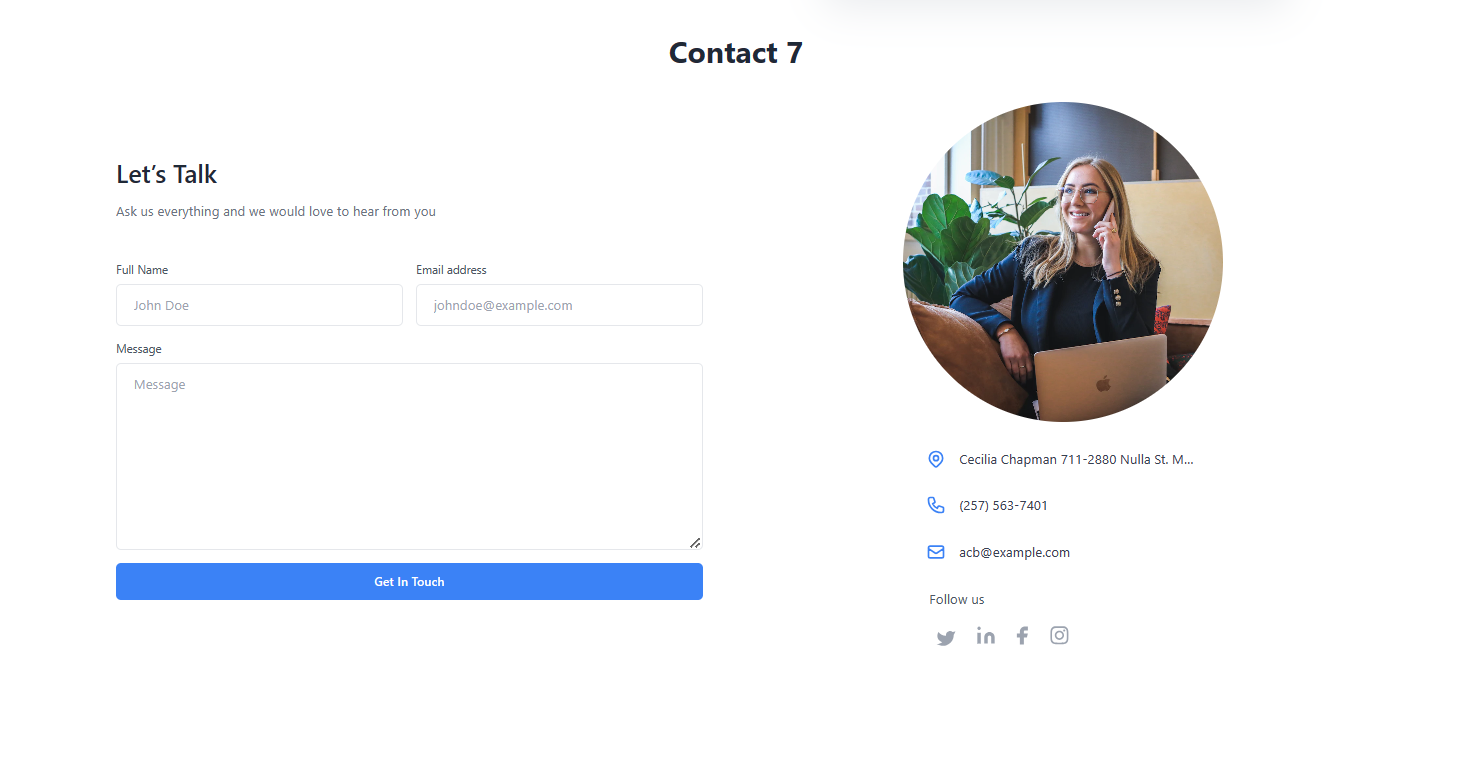 Contact 7
Let’s Talk
Ask us everything and we would love to hear from you
Full Name
Email address
John Doe
johndoe@example.com
Message
Message
Get In Touch
Cecilia Chapman 711-2880 Nulla St. M...
(257) 563-7401
acb@example.com
Follow us